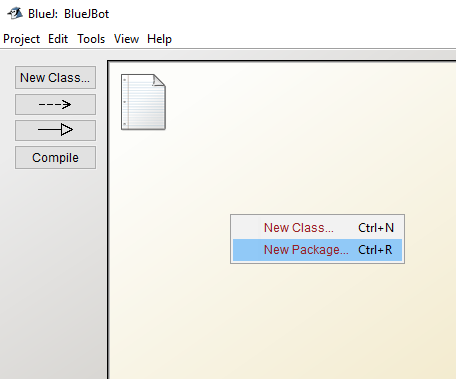 BlueJ: BlueJBot
Project Edit Tools View Help
New Class...
Compile
New Class... Ctrl+N
New Package... Ctrl+R